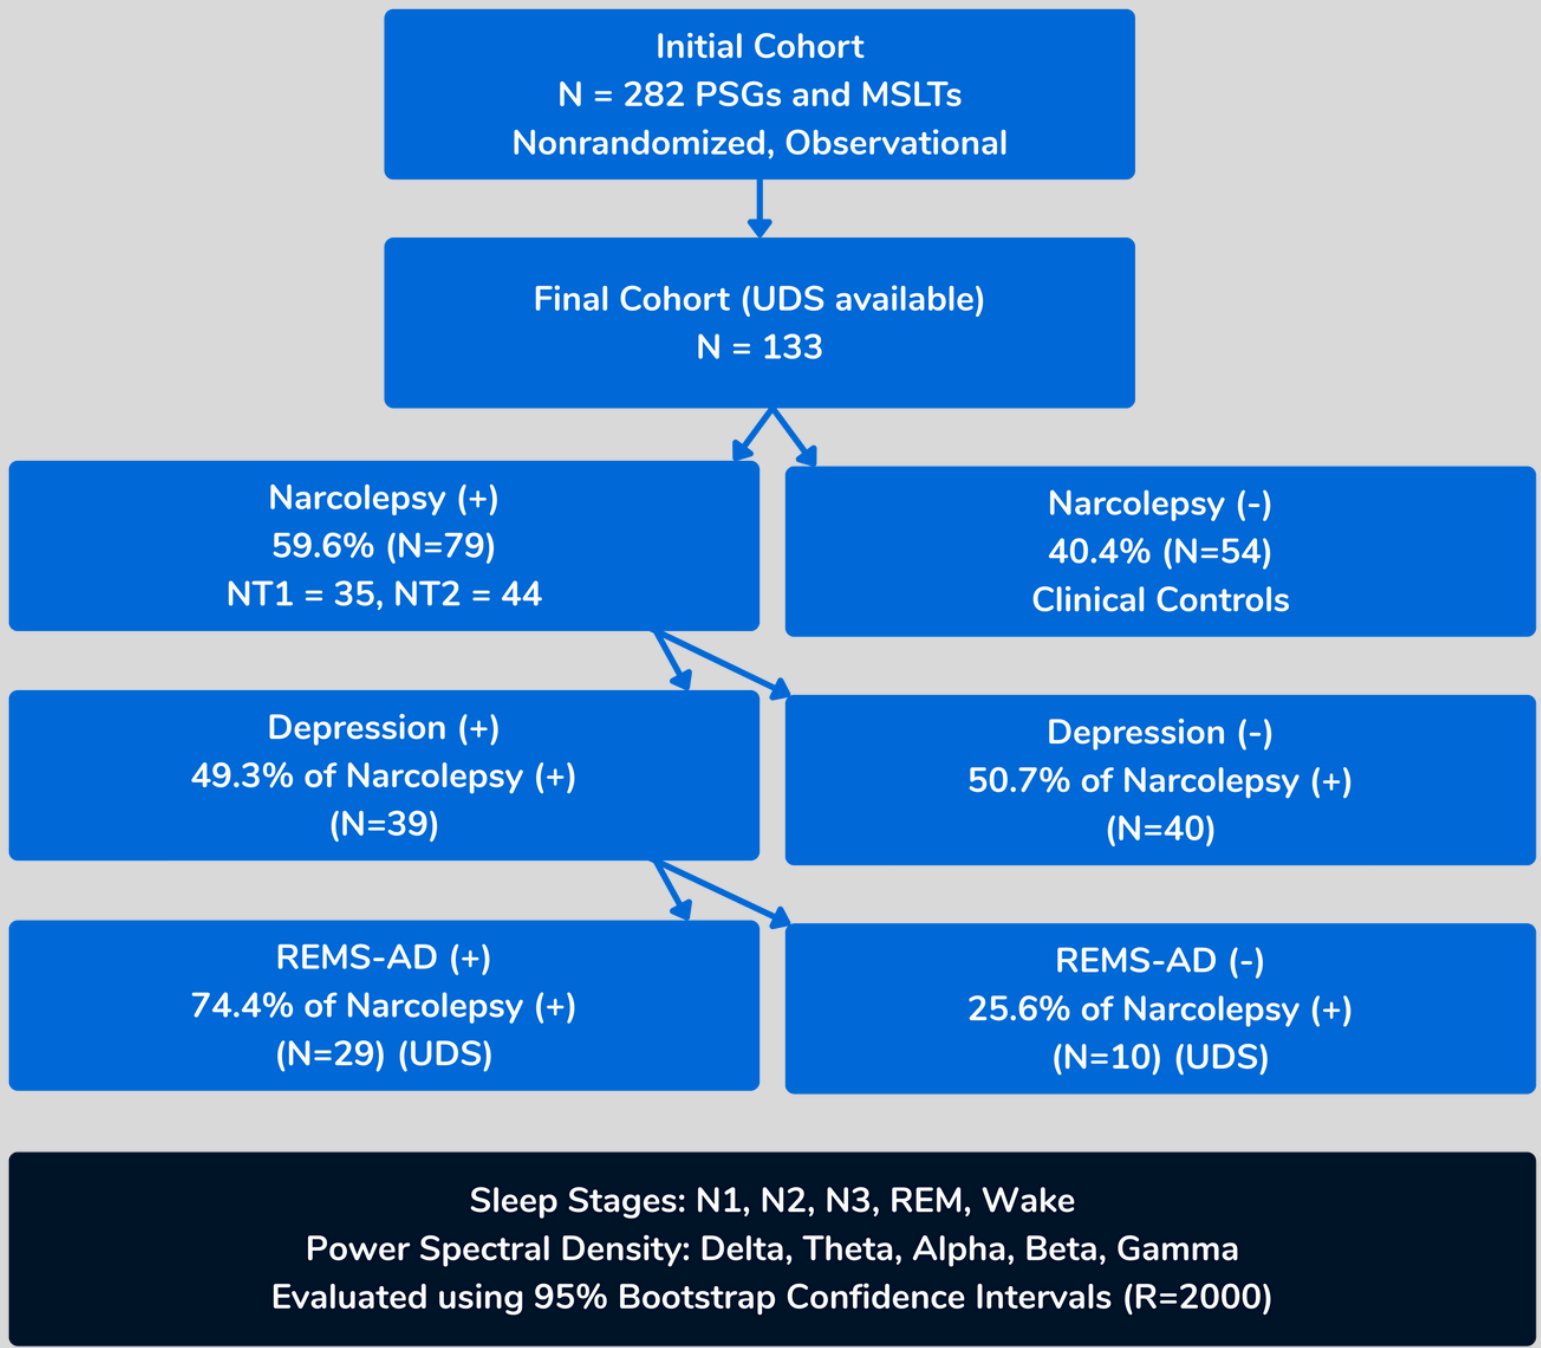 Initial Cohort
N = 282 PSGs and MSLTs
Nonrandomized, Observational
Final Cohort (UDS available)
N = 133
Narcolepsy (+)
59.6% (N=79)
NT1 = 35, NT2 = 44
Narcolepsy (-)
40.4% (N=54)
Clinical Controls
Depression (+)
49.3% of Narcolepsy (+)
(N=39)
Depression (-)
50.7% of Narcolepsy (+)
(N=40)
REMS-AD (+)
74.4% of Narcolepsy (+)
(N=29) (UDS)
REMS-AD (-)
25.6% of Narcolepsy (+)
(N=10) (UDS)
Sleep Stages: N1, N2, N3, REM, Wake
Power Spectral Density: Delta, Theta, Alpha, Beta, Gamma
Evaluated using 95% Bootstrap Confidence Intervals (R=2000)